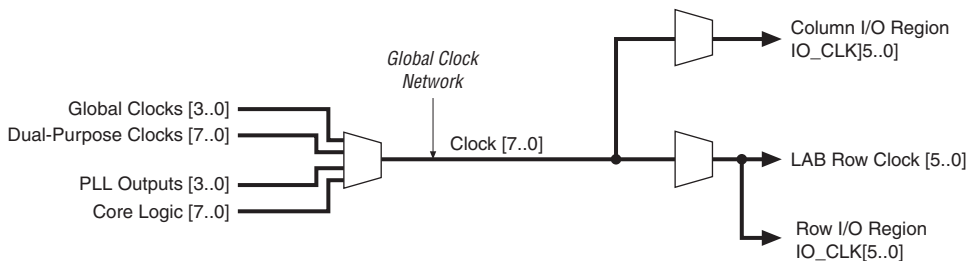 Column I/O Region
IO_CLK]5..0]
Global Clock
Network
Global Clocks [3..0]
Dual-Purpose Clocks [7..0]
Clock [7..0]
LAB Row Clock [5..0]
PLL Outputs [3..0]
Core Logic [7..0]
Row I/O Region
IO_CLK[5..0]